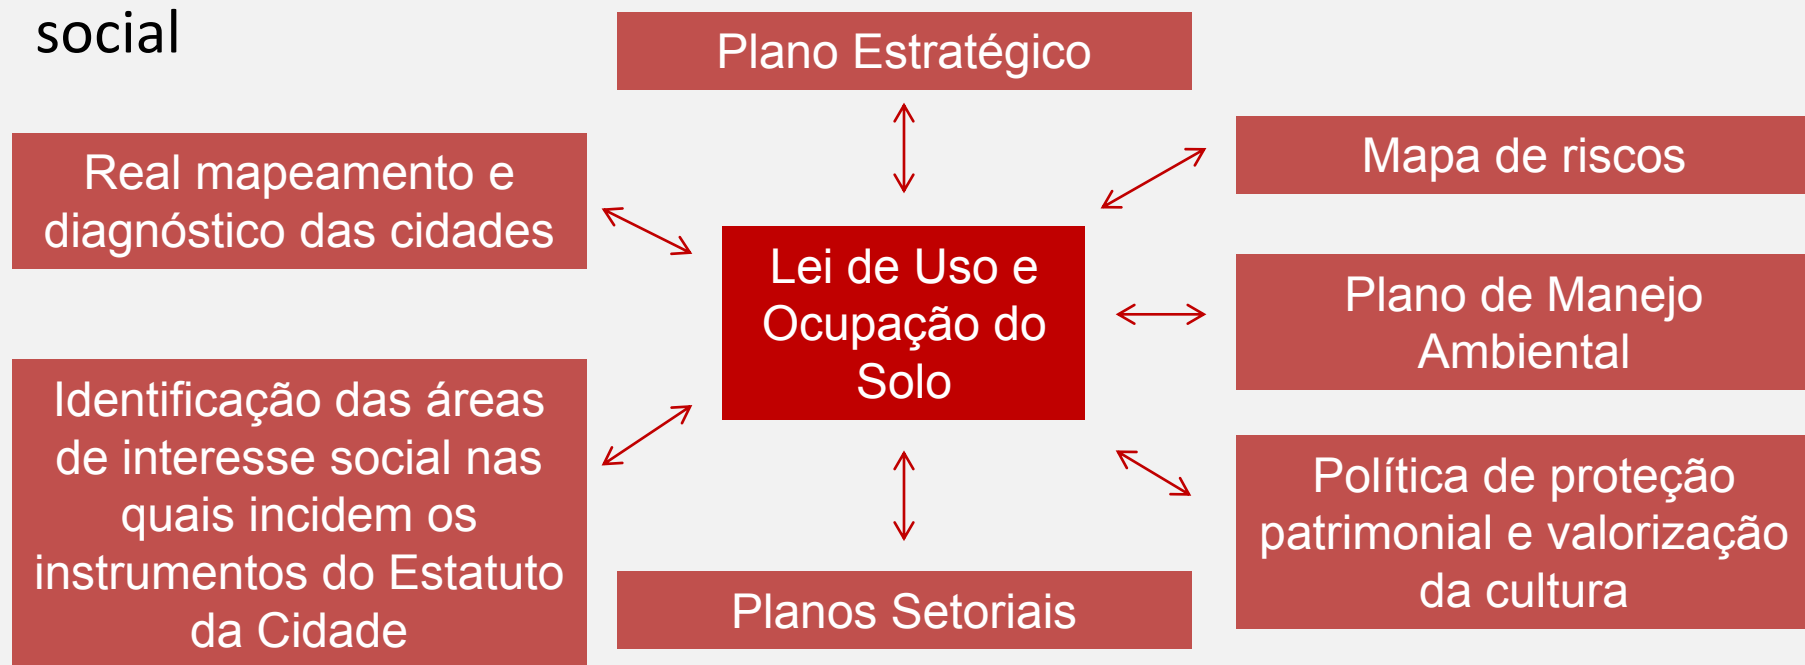 social
Plano Estratégico
Real mapeamento e
diagnóstico das cidades
Mapa de riscos
Lei de Uso e
Ocupação do
Solo
Plano de Manejo
Ambiental
Identificação das áreas
de interesse social nas
quais incidem os
instrumentos do Estatuto
da Cidade
Política de proteção
patrimonial e valorização
da cultura
Planos Setoriais